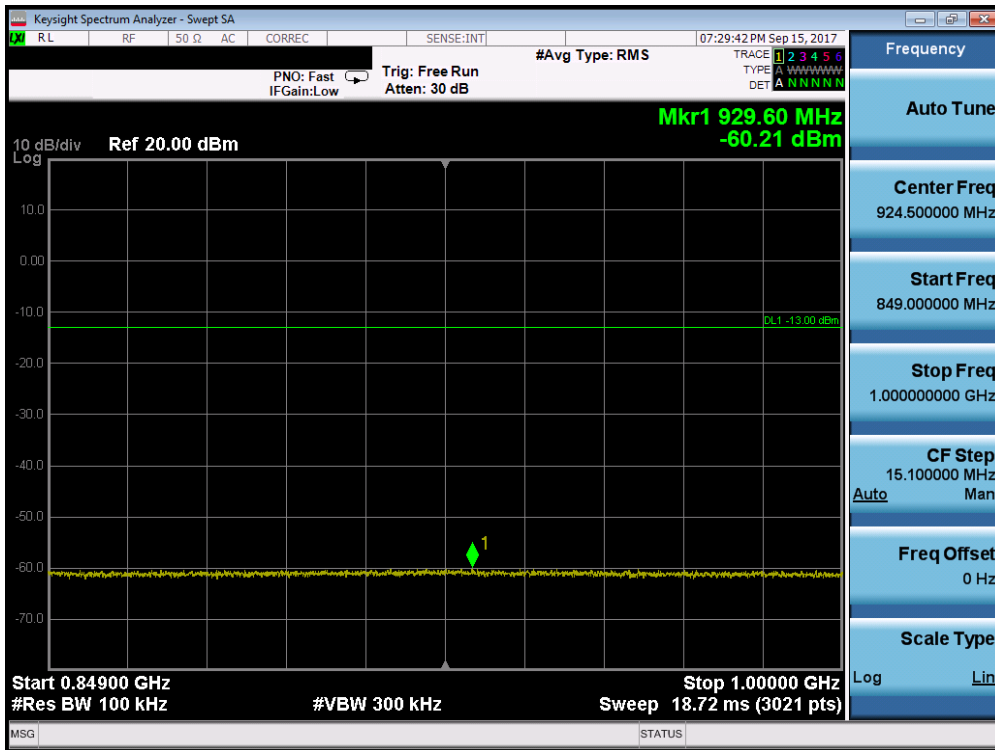 Keysight Spectrum Analyzer - Swept SA
LXI RL RF 50 Ω AC CORREC SENSE:INT 07:29:42 PM Sep 15, 2017
PNO: Fast
IFGain:Low
Trig: Free Run
Atten: 30 dB
#Avg Type: RMS
TRACE 1 2 3 4 5 6
TYPE A WWWWW
DET A N N N N N
Mkr1 929.60 MHz
-60.21 dBm
10 dB/div Ref 20.00 dBm
Log
10.0
0.00
-10.0
DL1 -13.00 dBm
-20.0
-30.0
-40.0
-50.0
1
-60.0
-70.0
Start 0.84900 GHz Stop 1.00000 GHz
#Res BW 100 kHz #VBW 300 kHz Sweep 18.72 ms (3021 pts)
MSG STATUS
Frequency
Auto Tune
Center Freq
924.500000 MHz
Start Freq
849.000000 MHz
Stop Freq
1.000000000 GHz
CF Step
15.100000 MHz
Auto Man
Freq Offset
0 Hz
Scale Type
Log Lin